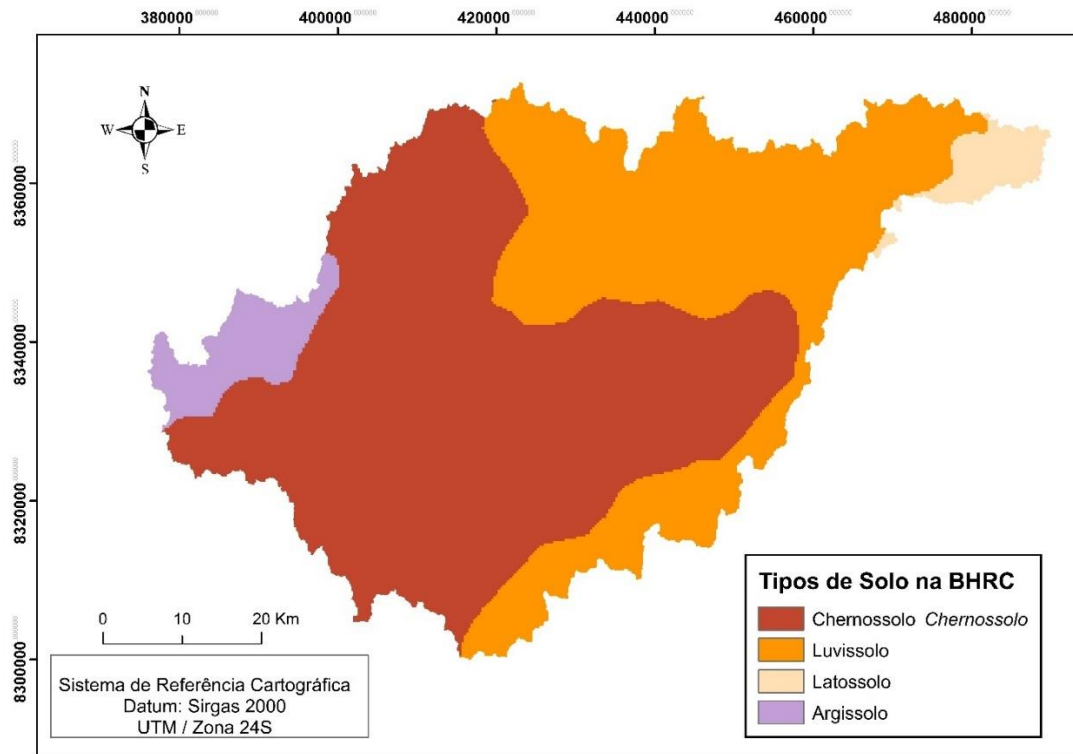 380000 400000 420000 440000 460000 480000
N
W E
S
8360000
8340000
8320000
8300000
0 10 20 Km
Sistema de Referência Cartográfica
Datum: Sirgas 2000
UTM / Zona 24S
Tipos de Solo na BHRC
Chernossolo Chernossolo
Luvissolo
Latossolo
Argissolo